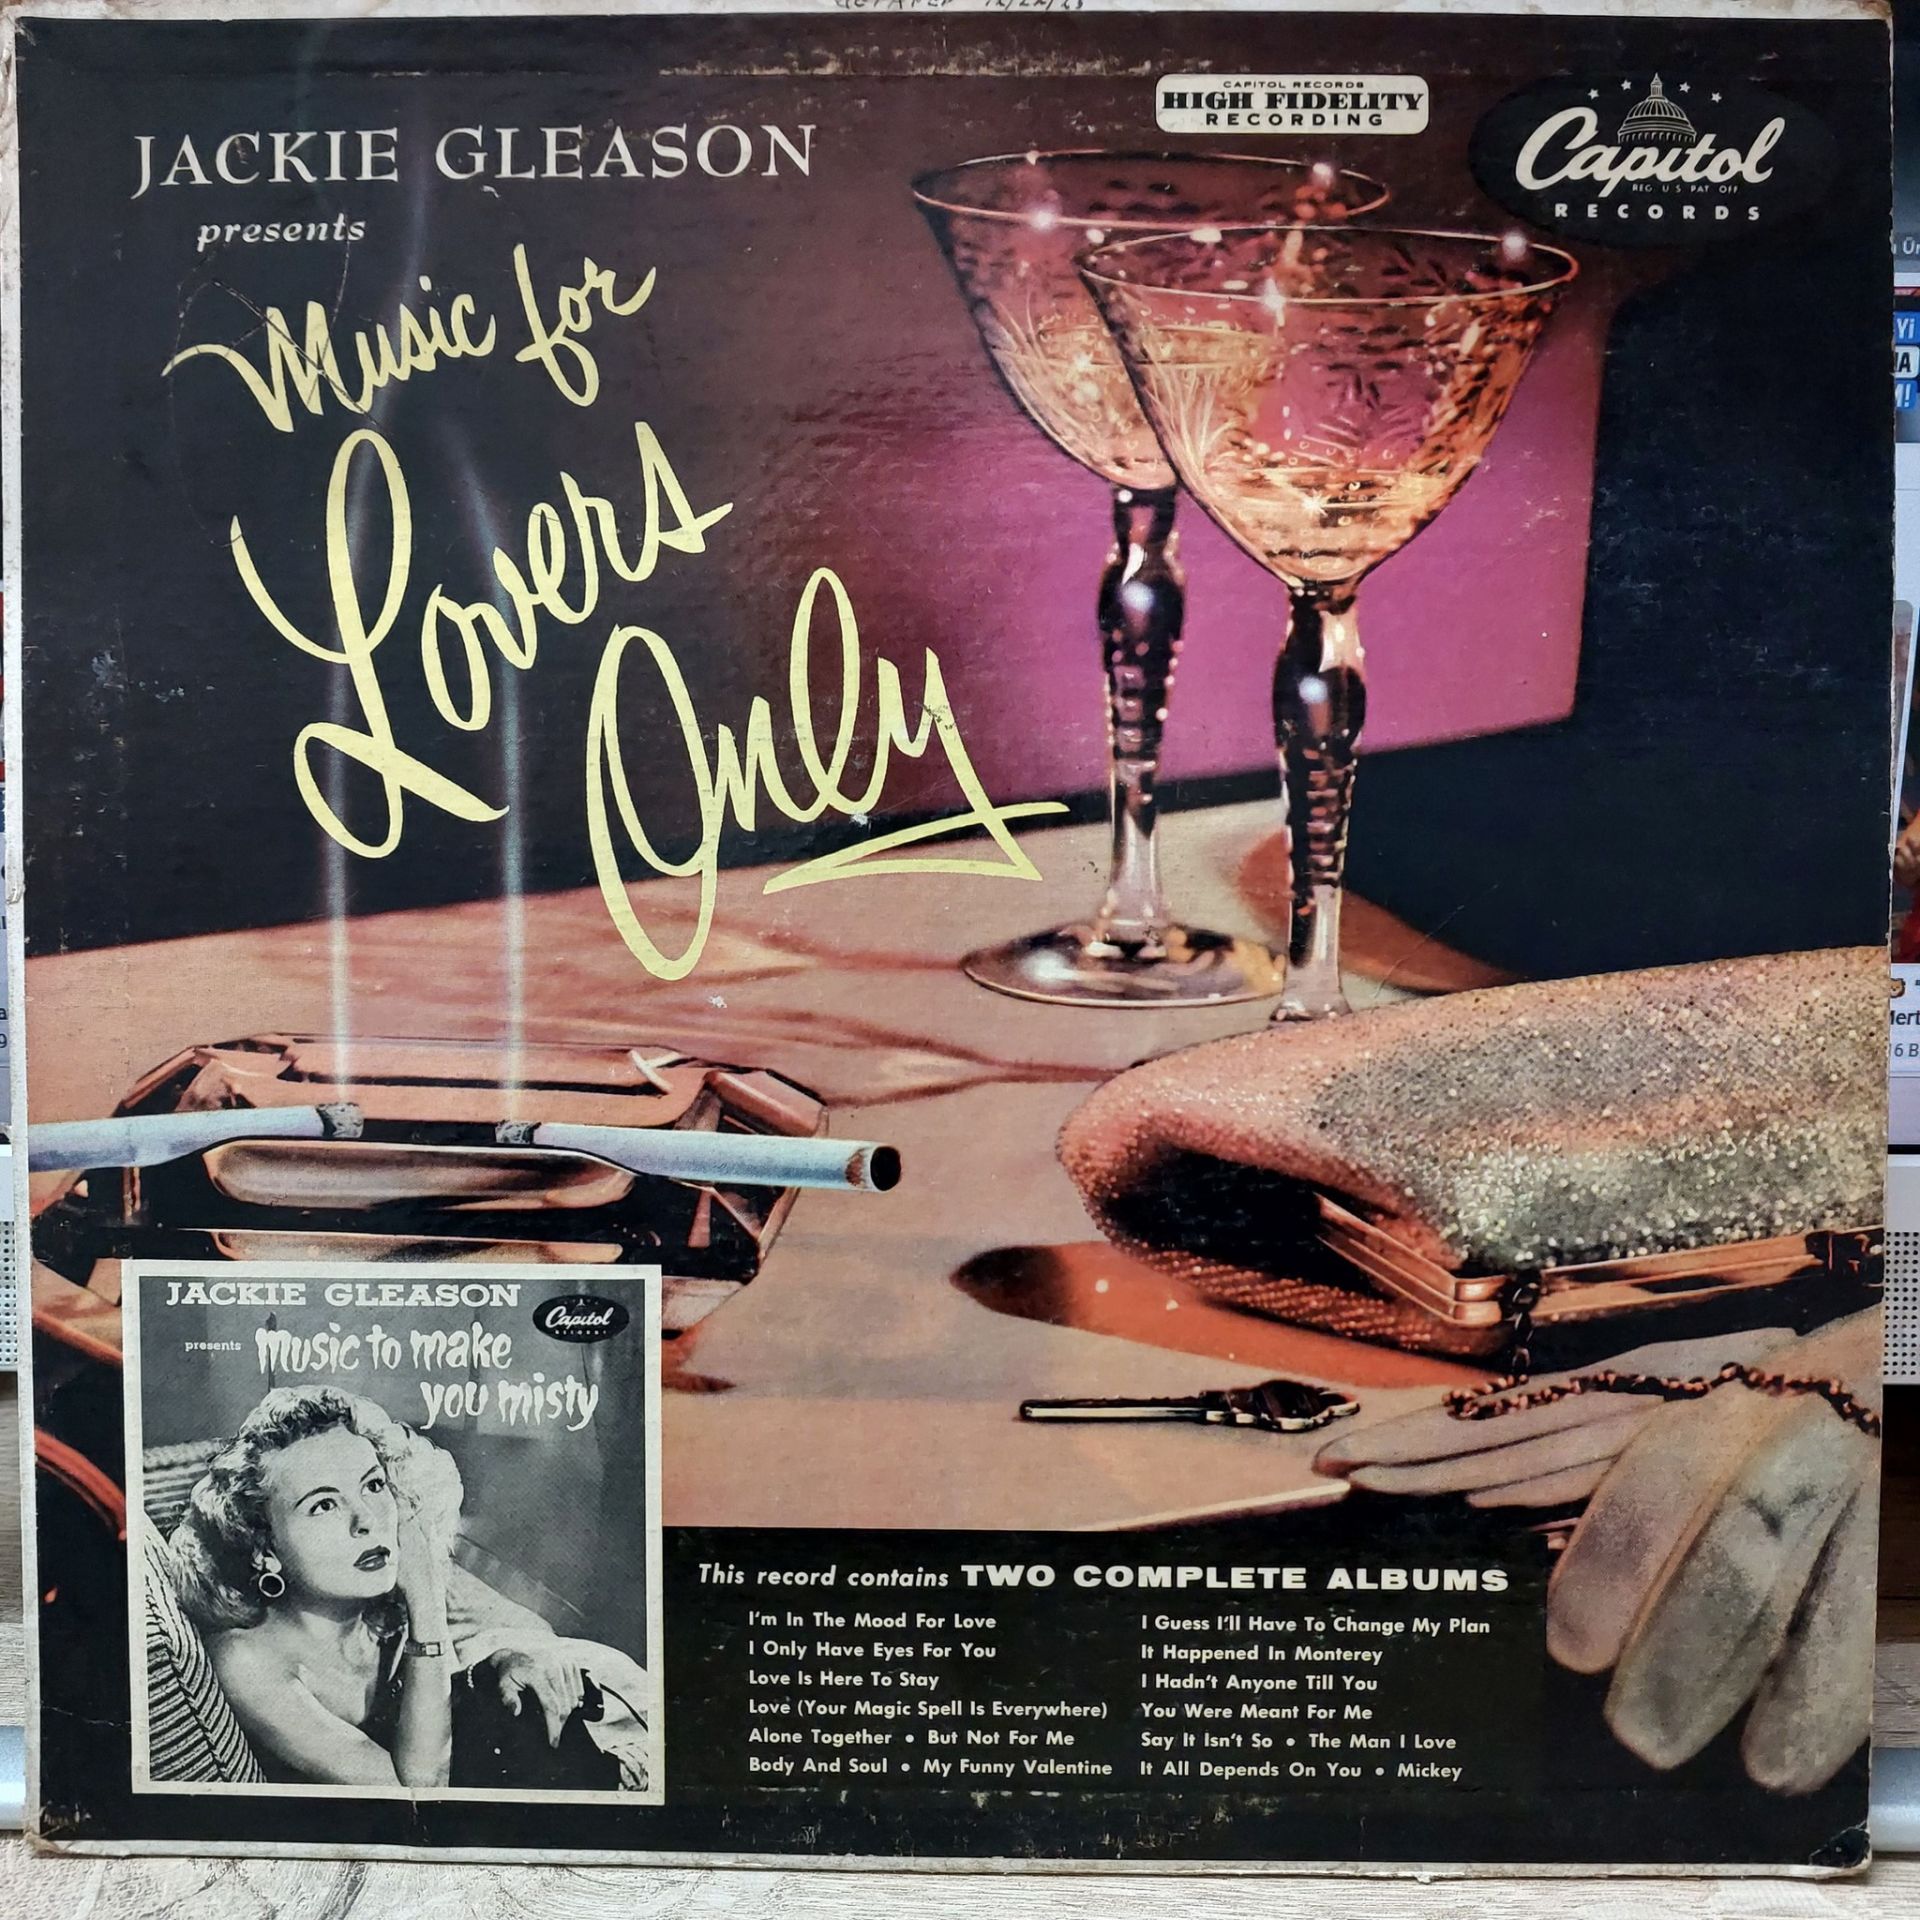 CAPITOL RECORDS
HIGH FIDELITY
RECORDING
Capitol
REG. U.S. PAT. OFF.
RECORDS
JACKIE GLEASON
presents
Music for
Lovers
Only
JACKIE GLEASON
Capitol
RECORDS
presents music to make
you misty
This record contains TWO COMPLETE ALBUMS
I'm In The Mood For Love
I Only Have Eyes For You
Love Is Here To Stay
Love (Your Magic Spell Is Everywhere)
Alone Together • But Not For Me
Body And Soul • My Funny Valentine
I Guess I'll Have To Change My Plan
It Happened In Monterey
I Hadn't Anyone Till You
You Were Meant For Me
Say It Isn't So • The Man I Love
It All Depends On You • Mickey